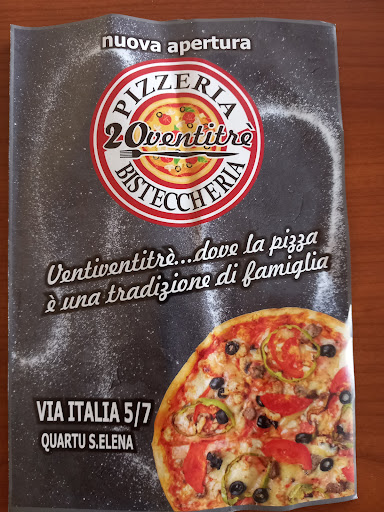 nuova apertura
PIZZERIA
20ventitrè
BISTECCHERIA
Ventiventitrè...dove la pizza
è una tradizione di famiglia
VIA ITALIA 5/7
QUARTU S.ELENA